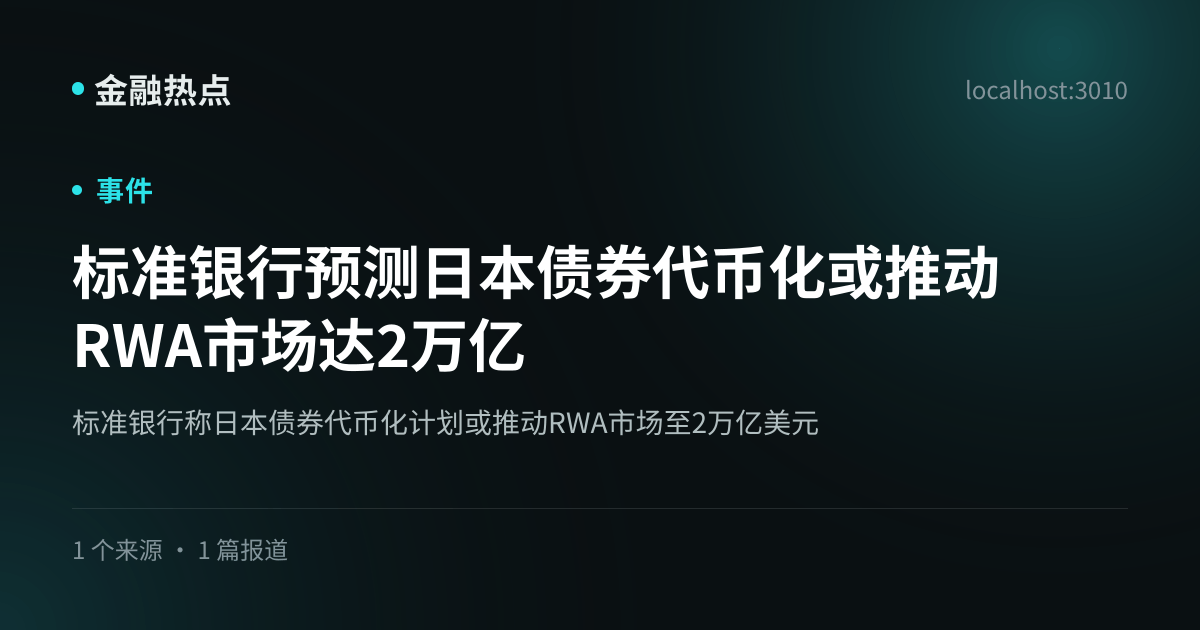 金融热点
localhost:3010
事件
标准银行预测日本债券代币化或推动
RWA市场达2万亿
标准银行称日本债券代币化计划或推动RWA市场至2万亿美元
1 个来源 · 1 篇报道